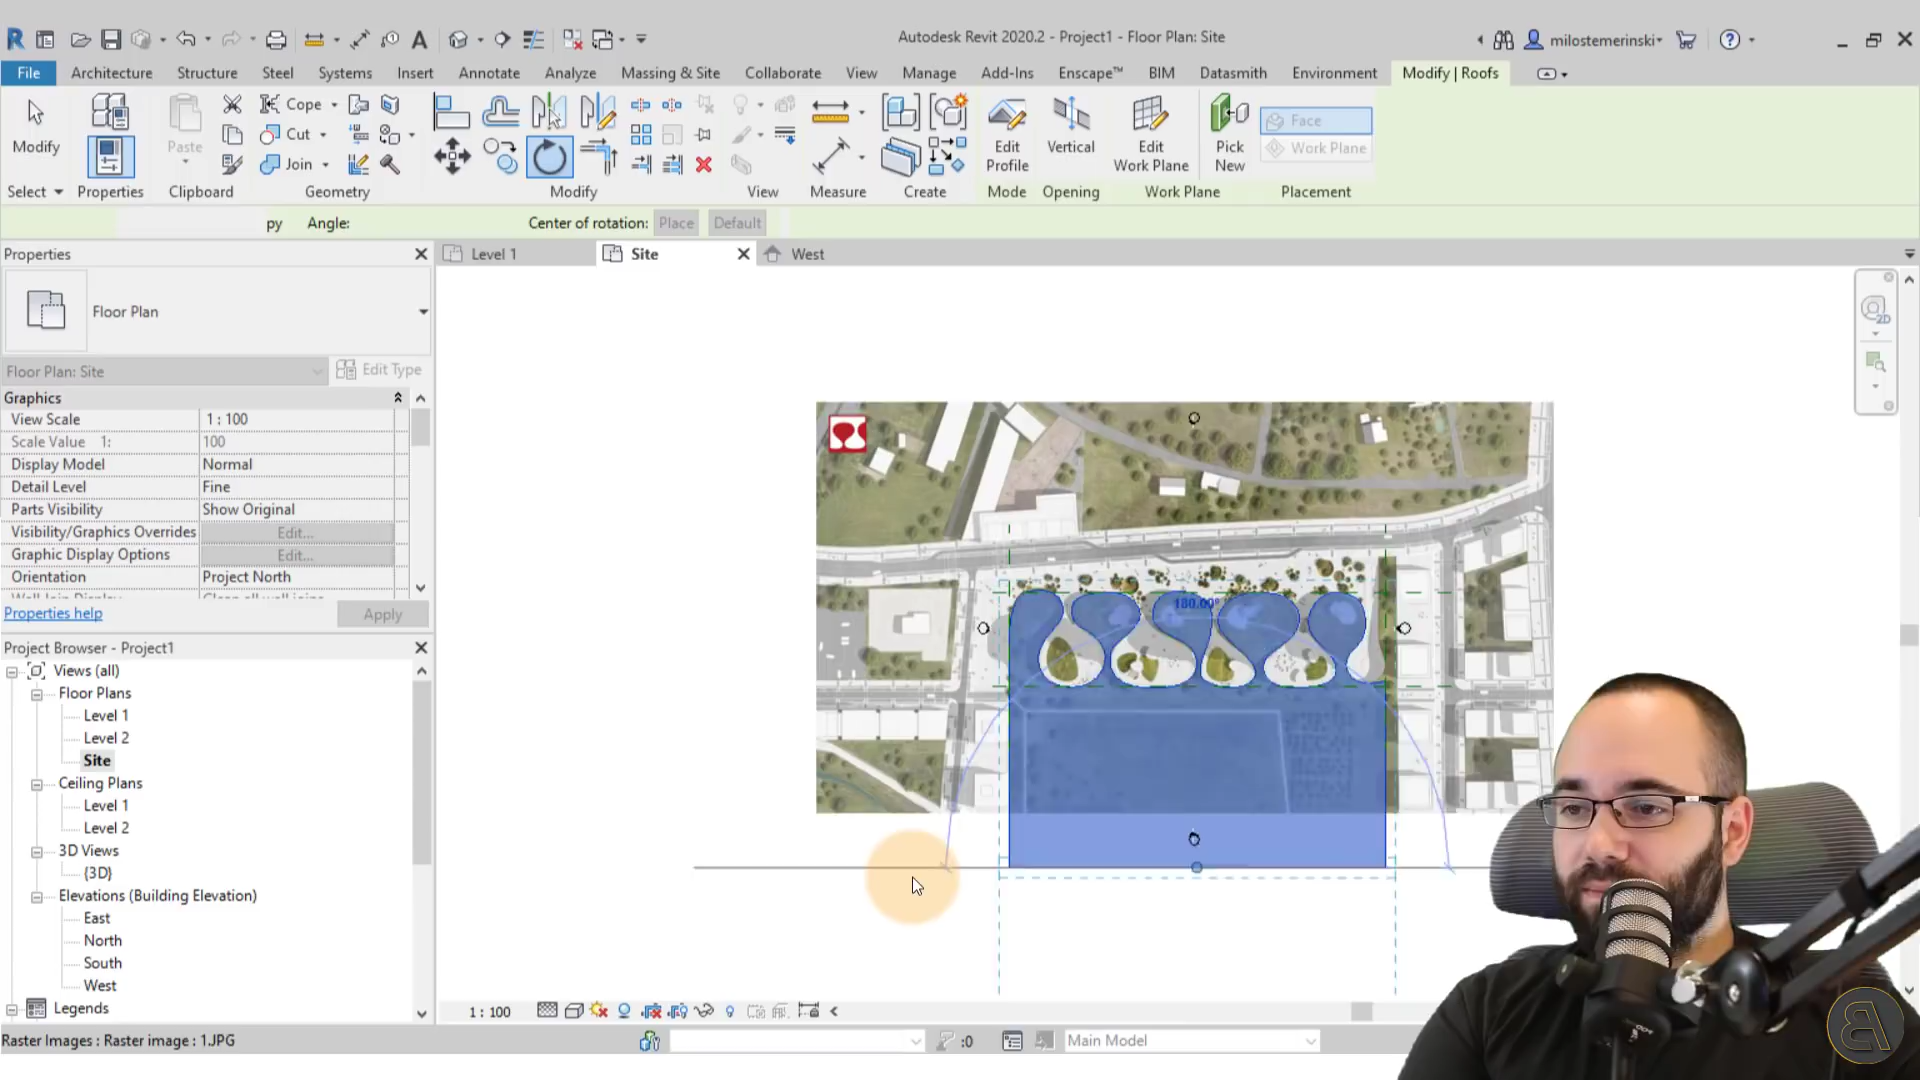 Autodesk Revit 2020.2 - Project1 - Floor Plan: Site
milostemerinski
File Architecture Structure Steel Systems Insert Annotate Analyze Massing & Site Collaborate View Manage Add-Ins Enscape™ BIM Datasmith Environment Modify | Roofs
Cope
Face
Cut
Modify Paste Edit Vertical Edit Pick Work Plane
Join Profile Work Plane New
Select Properties Clipboard Geometry Modify View Measure Create Mode Opening Work Plane Placement
py Angle: Center of rotation: Place Default
Properties
Level 1 Site West
Floor Plan
Floor Plan: Site Edit Type
Graphics
View Scale 1 : 100
Scale Value 1: 100
Display Model Normal
Detail Level Fine
Parts Visibility Show Original
Visibility/Graphics Overrides Edit...
Graphic Display Options Edit...
Orientation Project North
Properties help Apply
180.00°
Project Browser - Project1
Views (all)
Floor Plans
Level 1
Level 2
Site
Ceiling Plans
Level 1
Level 2
3D Views
{3D}
Elevations (Building Elevation)
East
North
South
West
Legends
1 : 100
Raster Images : Raster image : 1.JPG
:0 Main Model
2D